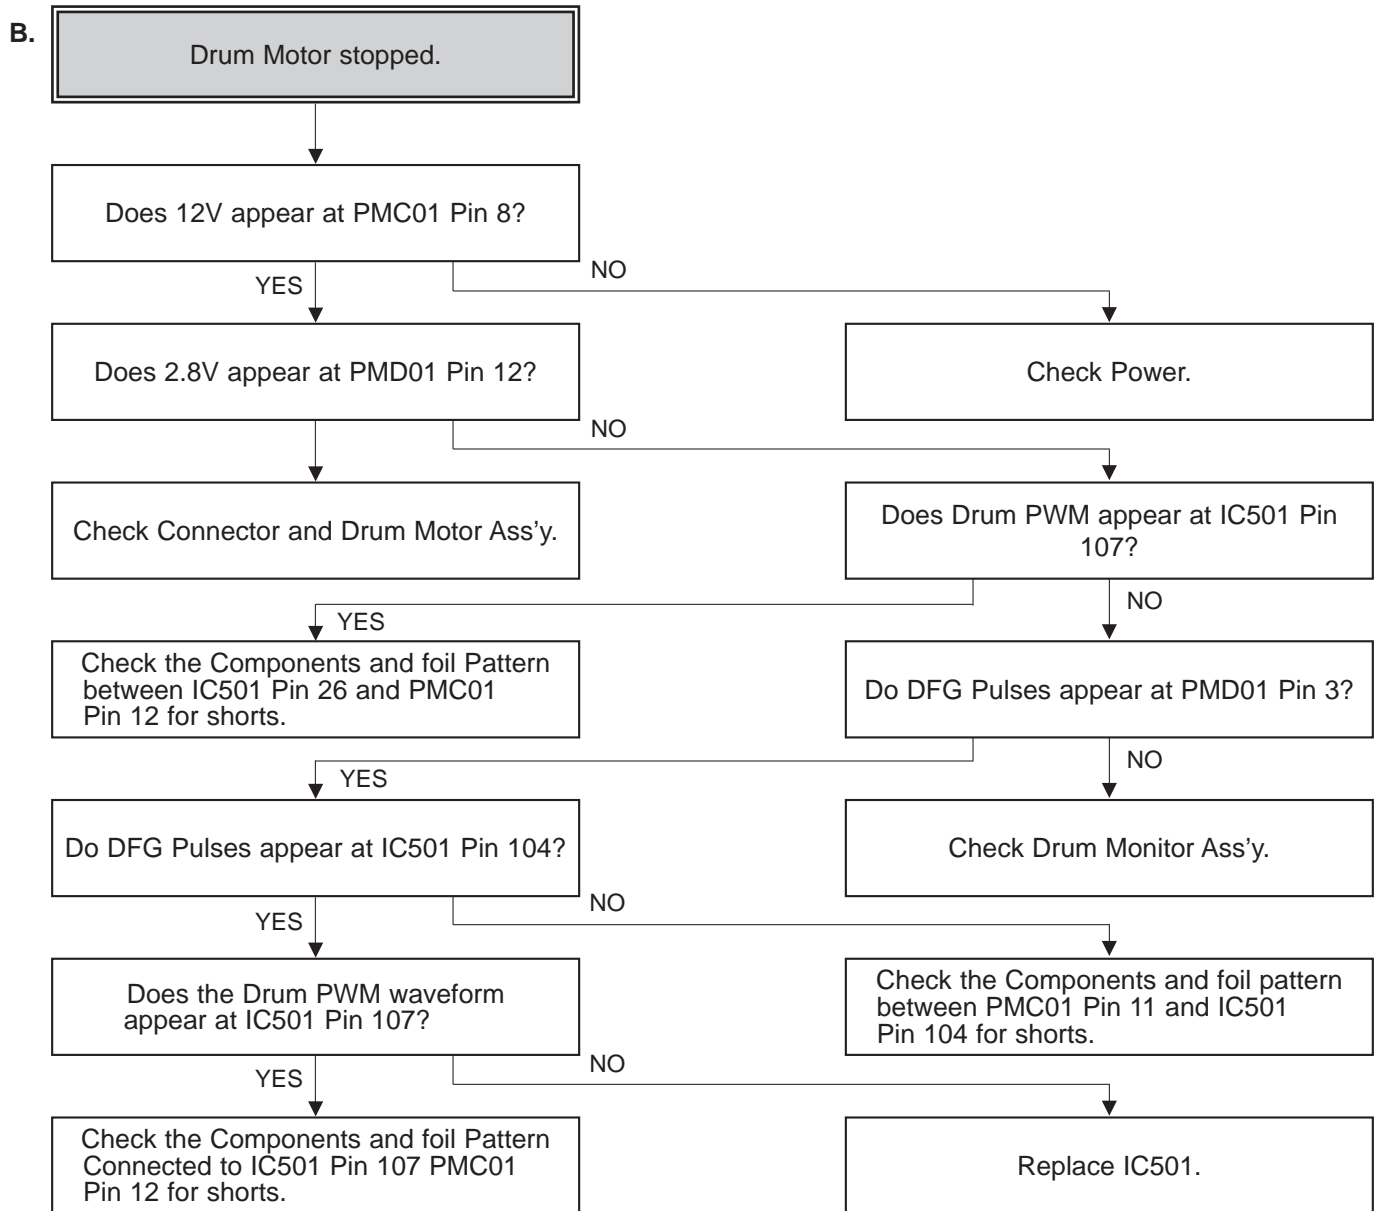 B.
Drum Motor stopped.
Does 12V appear at PMC01 Pin 8?
YES
NO
Does 2.8V appear at PMD01 Pin 12?
Check Power.
NO
Check Connector and Drum Motor Ass'y.
Does Drum PWM appear at IC501 Pin
107?
YES
NO
Check the Components and foil Pattern
between IC501 Pin 26 and PMC01
Pin 12 for shorts.
Do DFG Pulses appear at PMD01 Pin 3?
YES
NO
Do DFG Pulses appear at IC501 Pin 104?
Check Drum Monitor Ass'y.
YES
NO
Does the Drum PWM waveform
appear at IC501 Pin 107?
Check the Components and foil pattern
between PMC01 Pin 11 and IC501
Pin 104 for shorts.
YES
NO
Check the Components and foil Pattern
Connected to IC501 Pin 107 PMC01
Pin 12 for shorts.
Replace IC501.